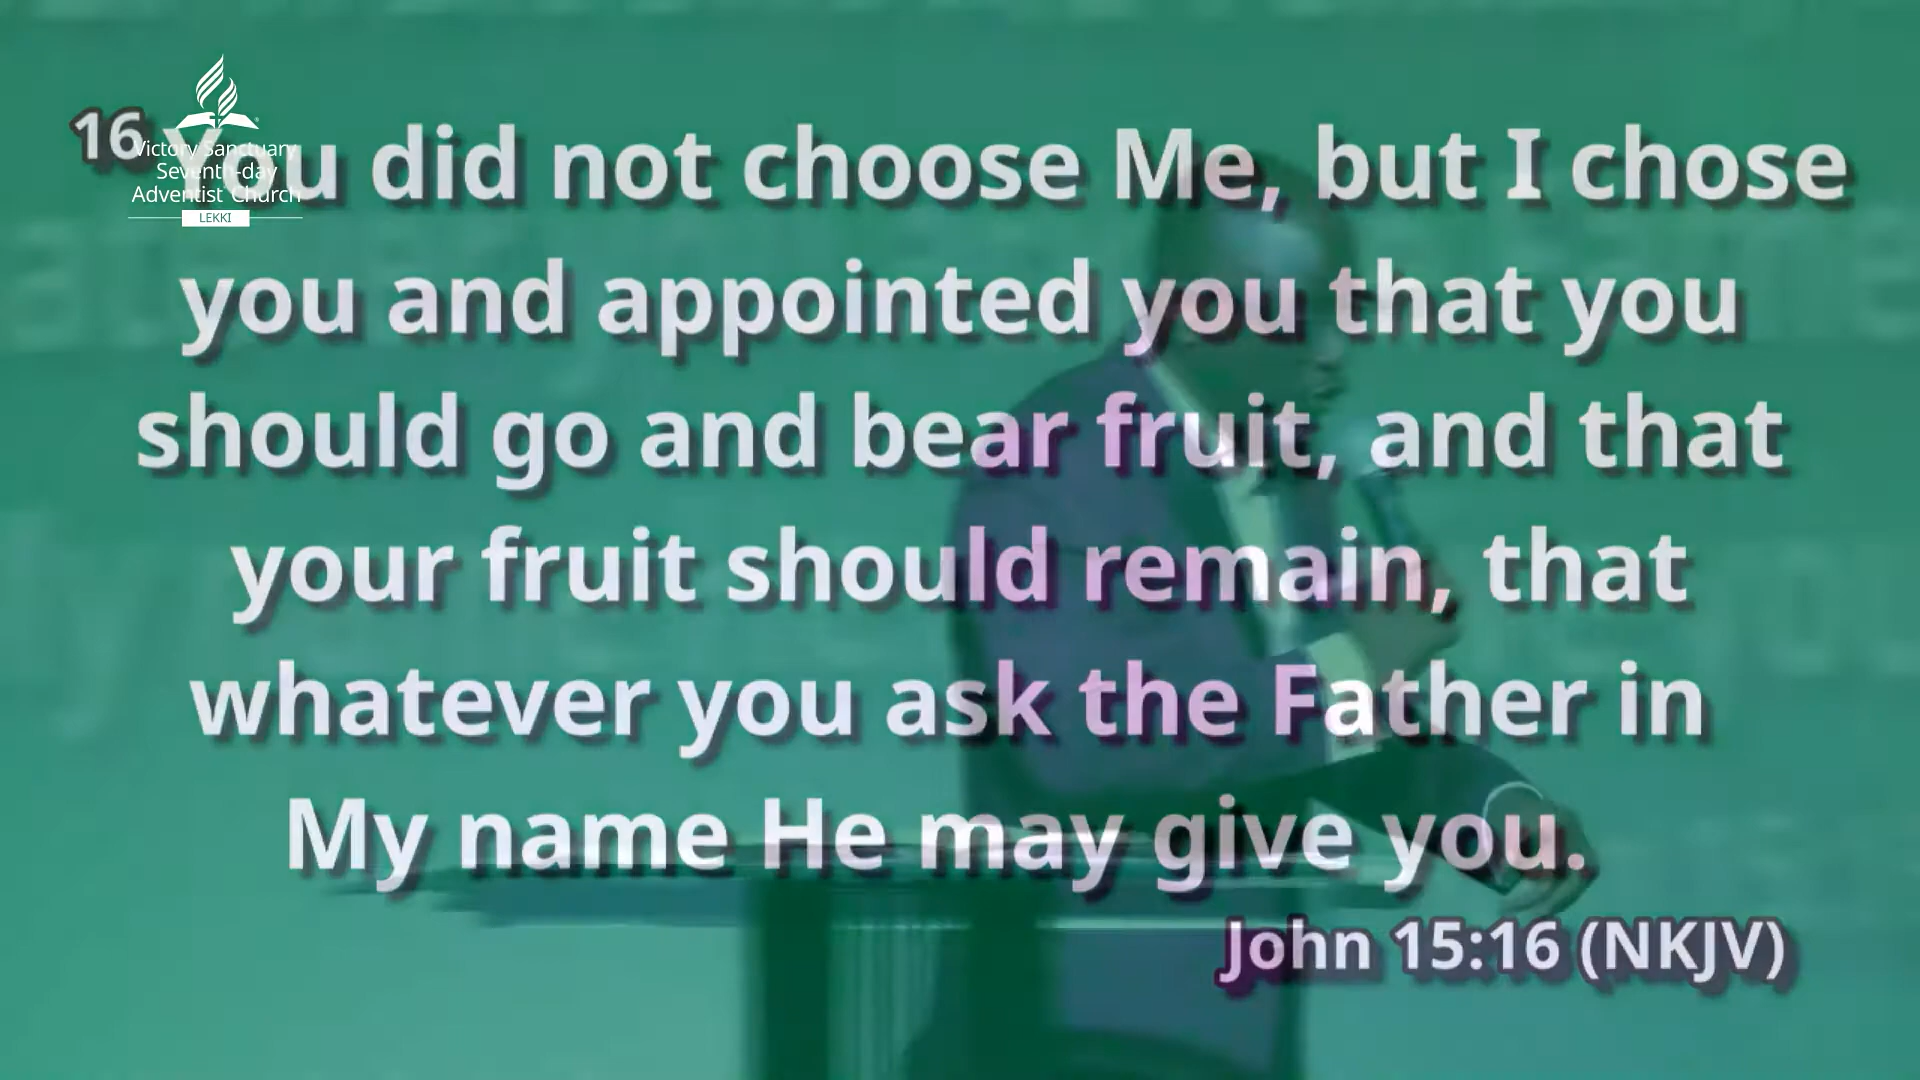 Victory Sanctuary
Seventh-day
Adventist Church
LEKKI
16 You did not choose Me, but I chose
you and appointed you that you
should go and bear fruit, and that
your fruit should remain, that
whatever you ask the Father in
My name He may give you.
John 15:16 (NKJV)